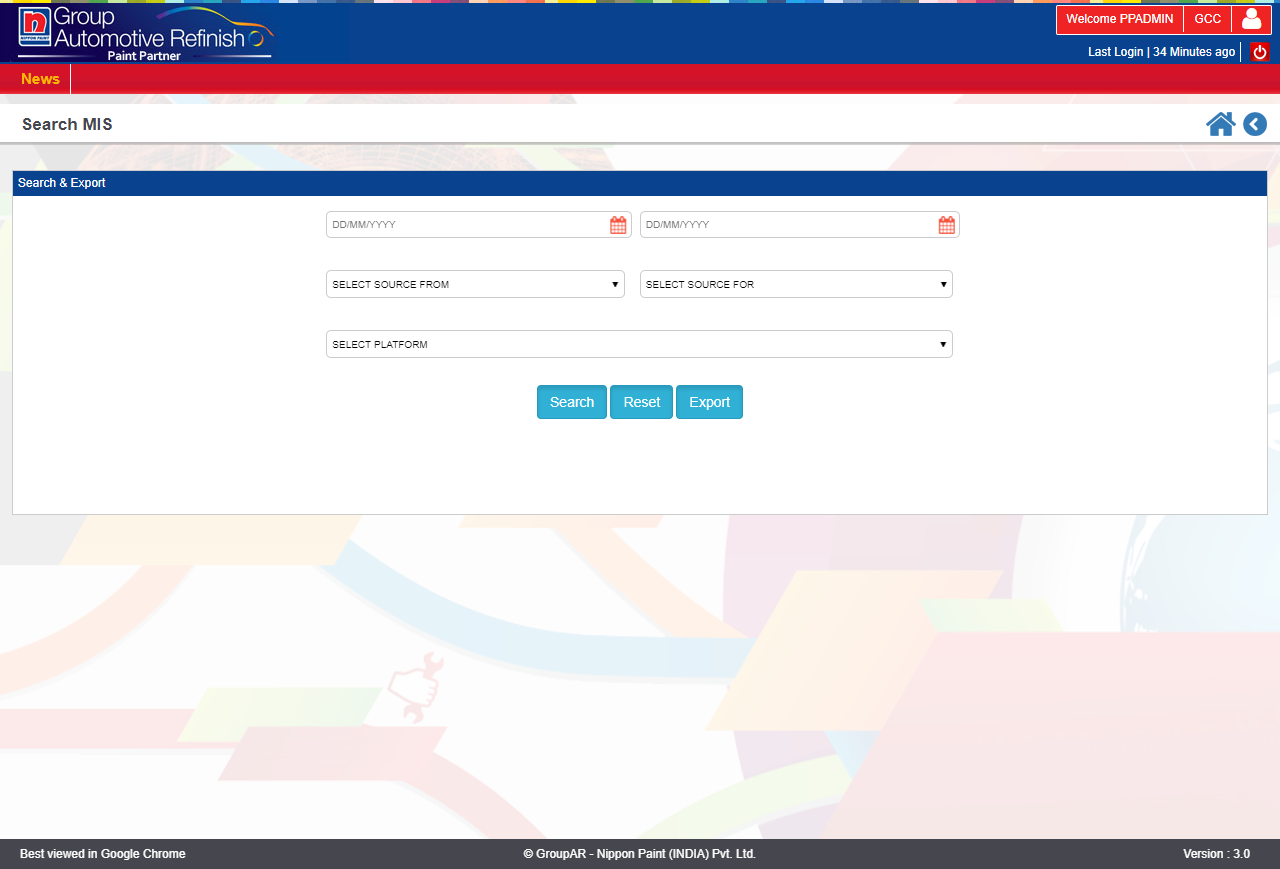 Group
Automotive Refinish
NIPPON PAINT
Paint Partner
Welcome PPADMIN GCC
Last Login | 34 Minutes ago
News
Search MIS
Search & Export
DD/MM/YYYY DD/MM/YYYY
SELECT SOURCE FROM SELECT SOURCE FOR
SELECT PLATFORM
Search Reset Export
Best viewed in Google Chrome © GroupAR - Nippon Paint (INDIA) Pvt. Ltd. Version : 3.0